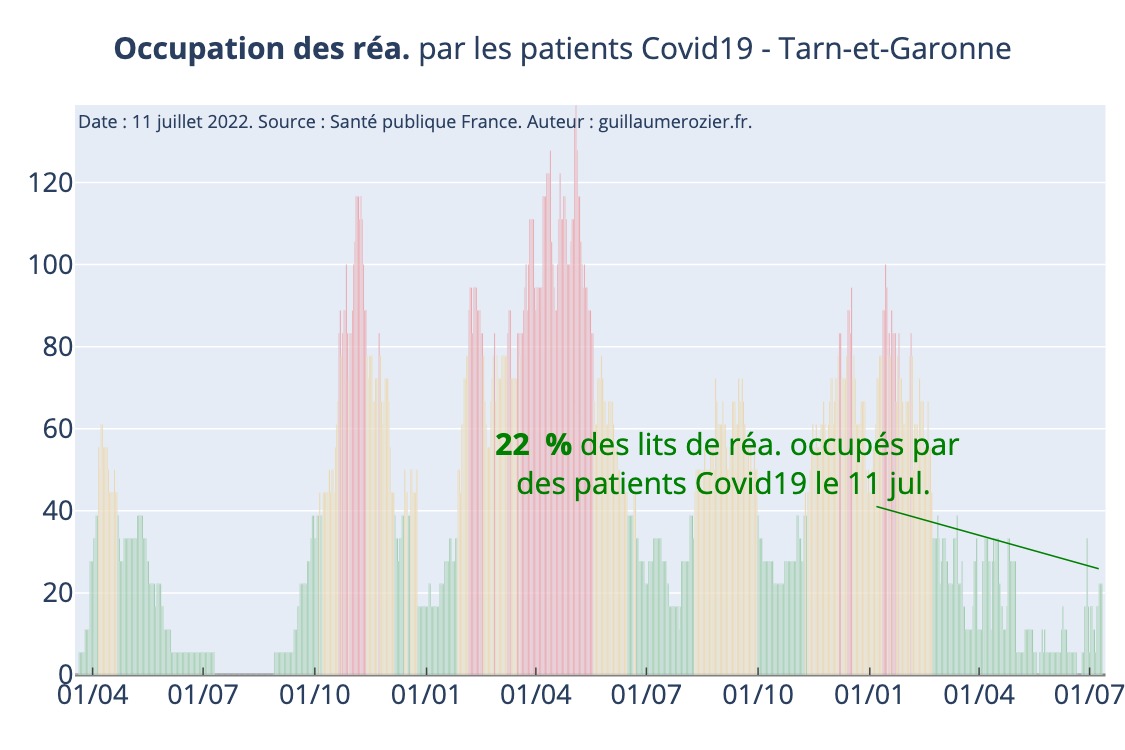 Occupation des réa. par les patients Covid19 - Tarn-et-Garonne
Date : 11 juillet 2022. Source : Santé publique France. Auteur : guillaumerozier.fr.
120
100
80
60
40
20
0
22 % des lits de réa. occupés par
des patients Covid19 le 11 jul.
01/04 01/07 01/10 01/01 01/04 01/07 01/10 01/01 01/04 01/07